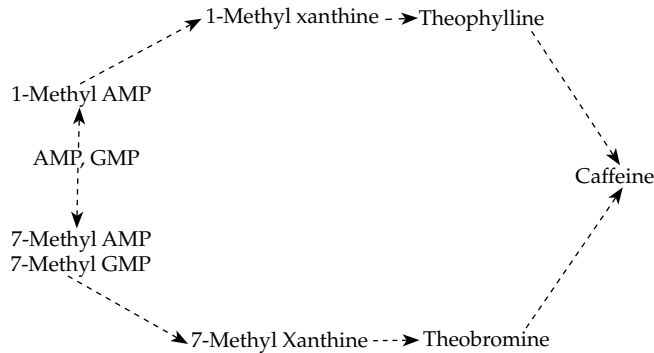 1-Methyl xanthine
Theophylline
1-Methyl AMP
AMP, GMP
Caffeine
7-Methyl AMP
7-Methyl GMP
7-Methyl Xanthine
Theobromine